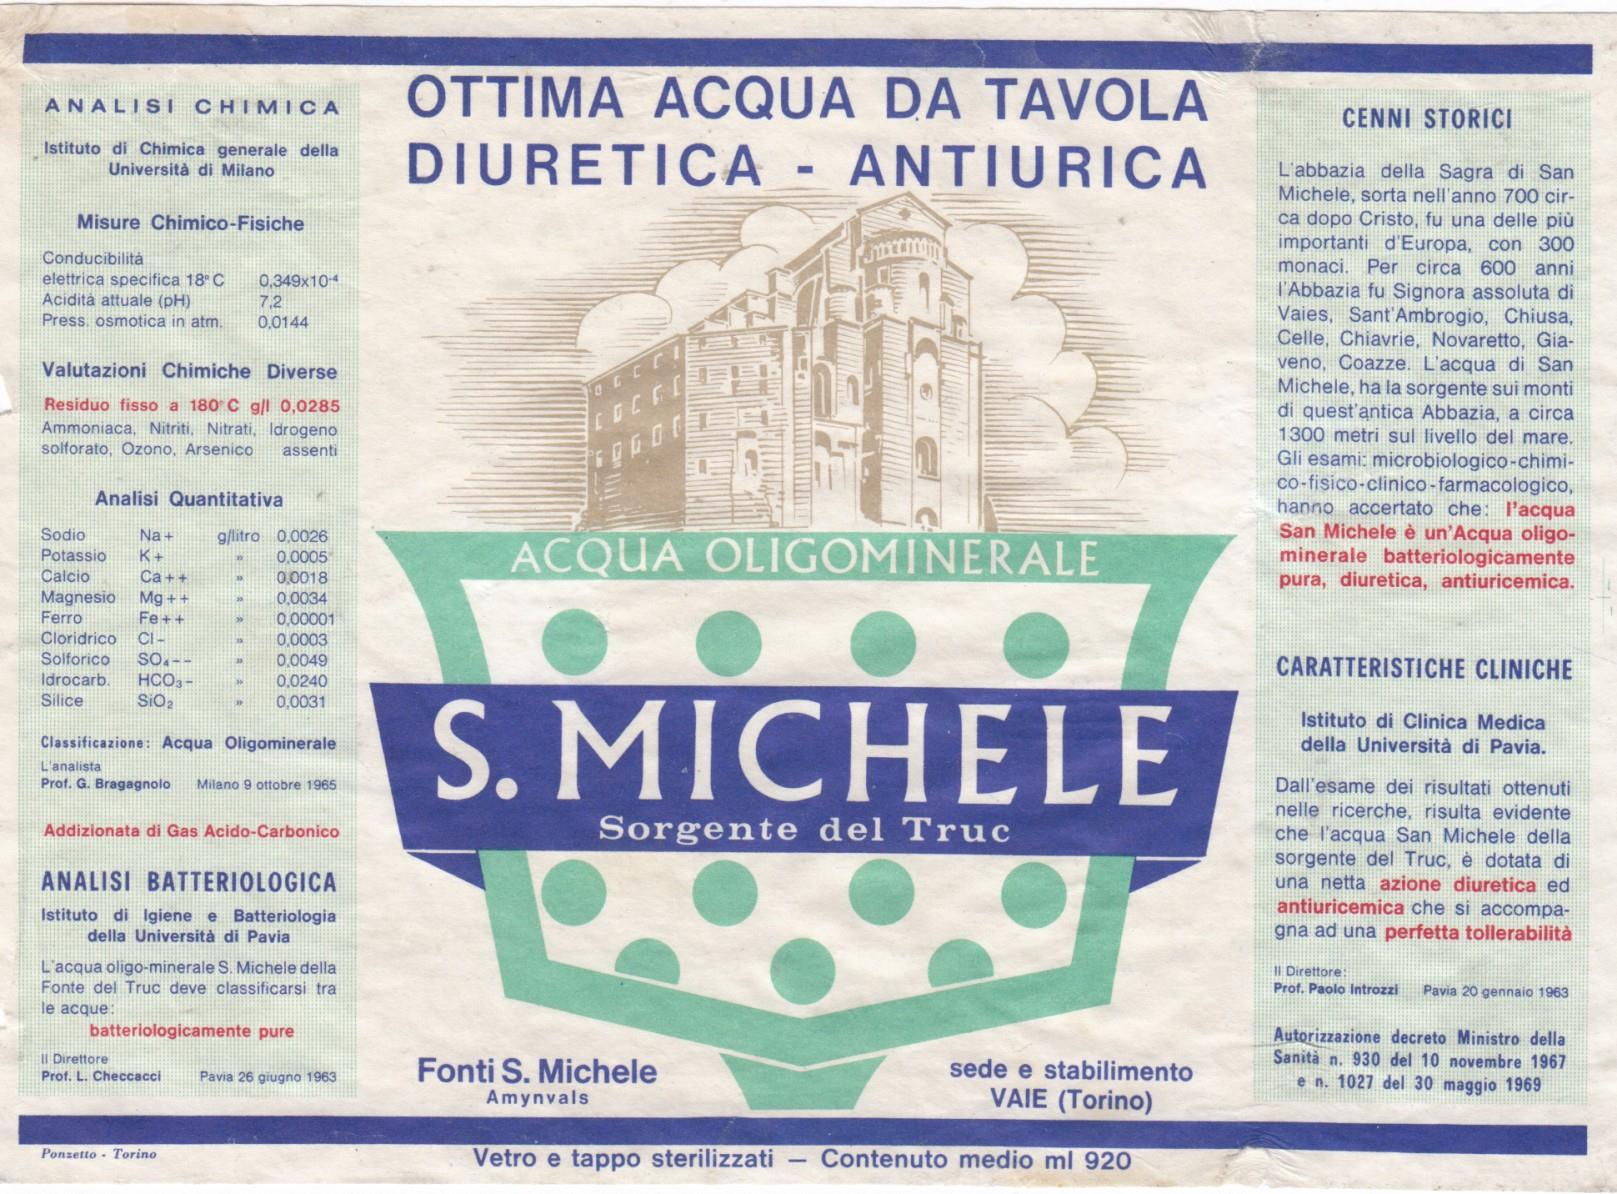 OTTIMA ACQUA DA TAVOLA
DIURETICA - ANTIURICA
ANALISI CHIMICA
Istituto di Chimica generale della
Università di Milano
Misure Chimico-Fisiche
Conducibilità
elettrica specifica 18° C 0,349x10-4
Acidità attuale (pH) 7,2
Press. osmotica in atm. 0,0144
Valutazioni Chimiche Diverse
Residuo fisso a 180° C g/l 0,0285
Ammoniaca, Nitriti, Nitrati, Idrogeno
solforato, Ozono, Arsenico assenti
Analisi Quantitativa
Sodio Na+ g/litro 0,0026
Potassio K+ » 0,0005
Calcio Ca++ » 0,0018
Magnesio Mg++ » 0,0034
Ferro Fe++ » 0,00001
Cloridrico Cl- » 0,0003
Solforico SO₄-- » 0,0049
Idrocarb. HCO₃- » 0,0240
Silice SiO₂ » 0,0031
Classificazione: Acqua Oligominerale
L'analista
Prof. G. Bragagnolo Milano 9 ottobre 1965
Addizionata di Gas Acido-Carbonico
ANALISI BATTERIOLOGICA
Istituto di Igiene e Batteriologia
della Università di Pavia
L'acqua oligo-minerale S. Michele della
Fonte del Truc deve classificarsi tra
le acque:
batteriologicamente pure
Il Direttore
Prof. L. Checcacci Pavia 26 giugno 1963
ACQUA OLIGOMINERALE
S. MICHELE
Sorgente del Truc
Fonti S. Michele
Amynvals
sede e stabilimento
VAIE (Torino)
CENNI STORICI
L'abbazia della Sagra di San
Michele, sorta nell'anno 700 cir-
ca dopo Cristo, fu una delle più
importanti d'Europa, con 300
monaci. Per circa 600 anni
l'Abbazia fu Signora assoluta di
Vaies, Sant'Ambrogio, Chiusa,
Celle, Chiavrie, Novaretto, Gia-
veno, Coazze. L'acqua di San
Michele, ha la sorgente sui monti
di quest'antica Abbazia, a circa
1300 metri sul livello del mare.
Gli esami: microbiologico-chimi-
co-fisico-clinico-farmacologico,
hanno accertato che: l'acqua
San Michele è un'Acqua oligo-
minerale batteriologicamente
pura, diuretica, antiuricemica.
CARATTERISTICHE CLINICHE
Istituto di Clinica Medica
della Università di Pavia.
Dall'esame dei risultati ottenuti
nelle ricerche, risulta evidente
che l'acqua San Michele della
sorgente del Truc, è dotata di
una netta azione diuretica ed
antiuricemica che si accompa-
gna ad una perfetta tollerabilità
Il Direttore:
Prof. Paolo Introzzi Pavia 20 gennaio 1963
Autorizzazione decreto Ministro della
Sanità n. 930 del 10 novembre 1967
e n. 1027 del 30 maggio 1969
Ponzetto - Torino
Vetro e tappo sterilizzati — Contenuto medio ml 920